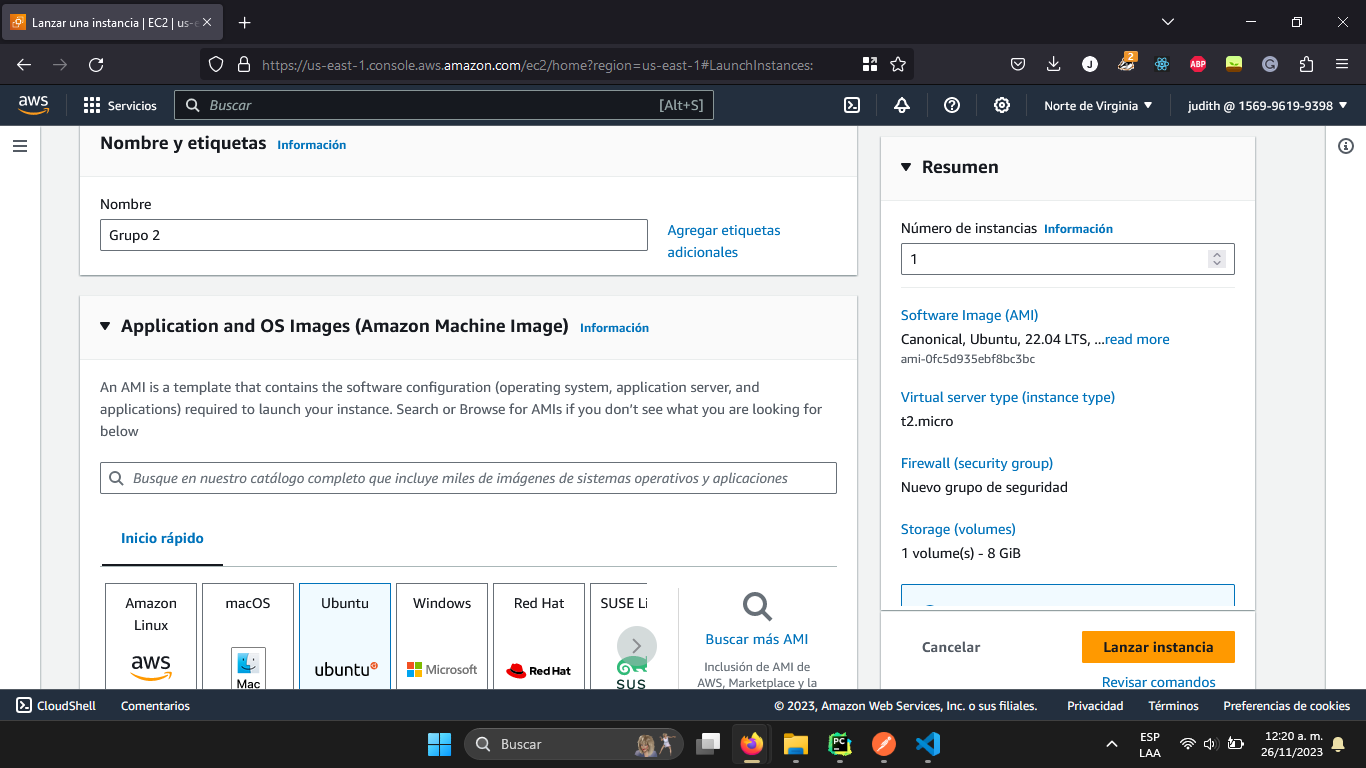 Lanzar una instancia | EC2 | us-e
https://us-east-1.console.aws.amazon.com/ec2/home?region=us-east-1#LaunchInstances:
2
J
ABP
aws
Servicios
Buscar
[Alt+S]
Norte de Virginia
judith @ 1569-9619-9398
Nombre y etiquetas Información
Nombre
Grupo 2
Agregar etiquetas
adicionales
Application and OS Images (Amazon Machine Image) Información
An AMI is a template that contains the software configuration (operating system, application server, and
applications) required to launch your instance. Search or Browse for AMIs if you don't see what you are looking for
below
Busque en nuestro catálogo completo que incluye miles de imágenes de sistemas operativos y aplicaciones
Inicio rápido
Amazon
Linux
aws
macOS
Mac
Ubuntu
ubuntu
Windows
Microsoft
Red Hat
Red Hat
SUSE Li
SUS
Buscar más AMI
Inclusión de AMI de
AWS, Marketplace y la
Resumen
Número de instancias Información
1
Software Image (AMI)
Canonical, Ubuntu, 22.04 LTS, ...read more
ami-0fc5d935ebf8bc3bc
Virtual server type (instance type)
t2.micro
Firewall (security group)
Nuevo grupo de seguridad
Storage (volumes)
1 volume(s) - 8 GiB
Cancelar
Lanzar instancia
Revisar comandos
CloudShell
Comentarios
© 2023, Amazon Web Services, Inc. o sus filiales.
Privacidad
Términos
Preferencias de cookies
Buscar
PC
ESP
LAA
12:20 a. m.
26/11/2023